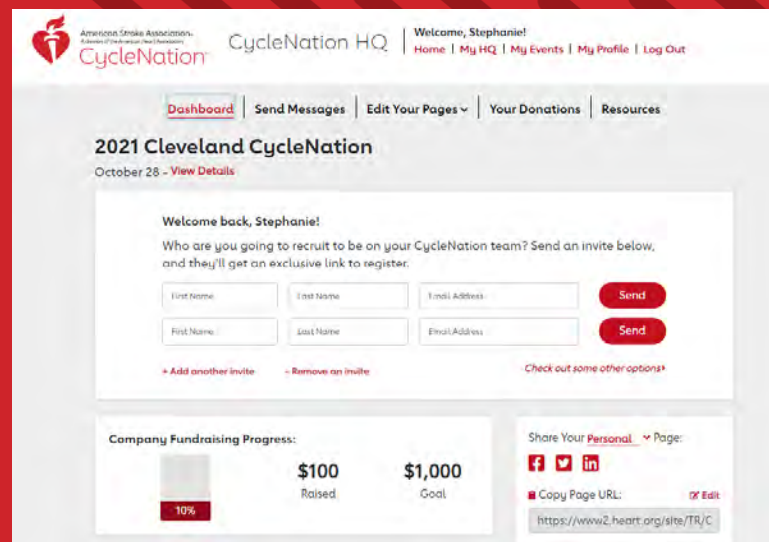 American Stroke Association.
CycleNation
CycleNation HQ
Welcome, Stephanie!
Home | My HQ | My Events | My Profile | Log Out
Dashboard | Send Messages | Edit Your Pages | Your Donations | Resources
2021 Cleveland CycleNation
October 28 - View Details
Welcome back, Stephanie!
Who are you going to recruit to be on your CycleNation team? Send an invite below,
and they'll get an exclusive link to register.
First Name Last Name Email Address Send
First Name Last Name Email Address Send
+ Add another invite - Remove an invite Check out some other options
Company Fundraising Progress:
10%
$100
Raised
$1,000
Goal
Share Your Personal Page:
Copy Page URL: Edit
https://www2.heart.org/site/TR/C